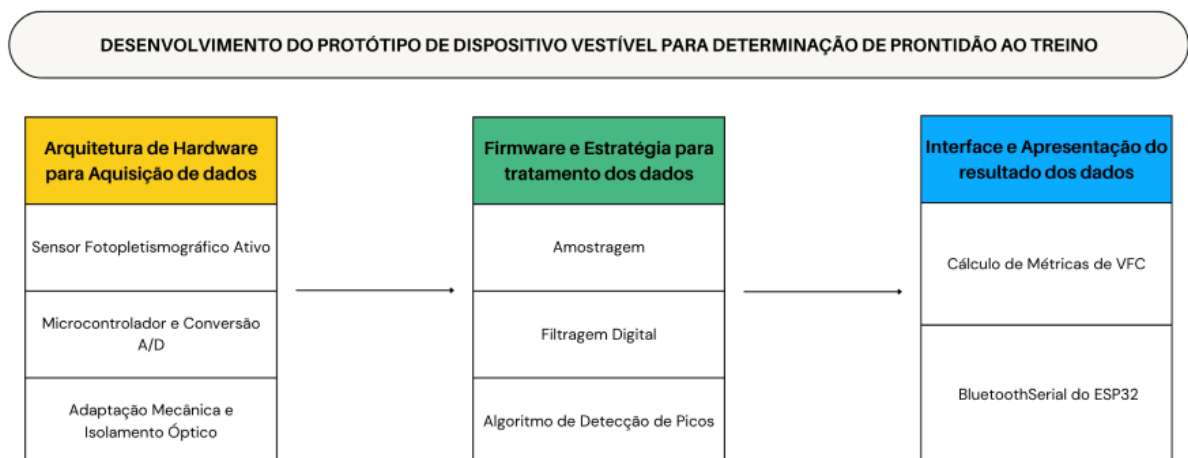 DESENVOLVIMENTO DO PROTÓTIPO DE DISPOSITIVO VESTÍVEL PARA DETERMINAÇÃO DE PRONTIDÃO AO TREINO
Arquitetura de Hardware
para Aquisição de dados
Sensor Fotopletismográfico Ativo
Microcontrolador e Conversão
A/D
Adaptação Mecânica e
Isolamento Óptico
Firmware e Estratégia para
tratamento dos dados
Amostragem
Filtragem Digital
Algoritmo de Detecção de Picos
Interface e Apresentação do
resultado dos dados
Cálculo de Métricas de VFC
BluetoothSerial do ESP32